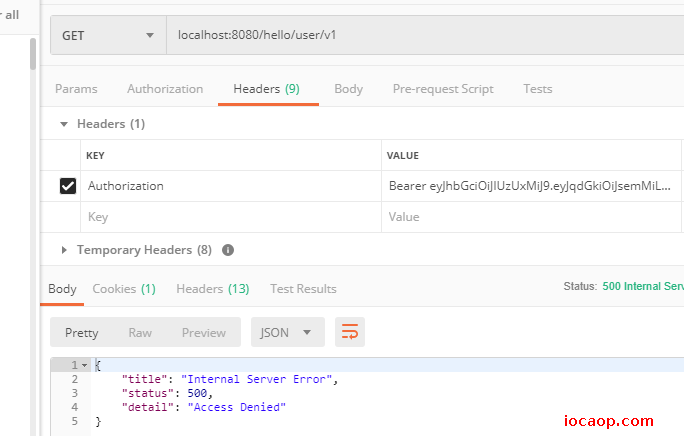 r all
GET
localhost:8080/hello/user/v1
Params Authorization Headers (9) Body Pre-request Script Tests
Headers (1)
KEY VALUE
Authorization Bearer eyJhbGciOiJIUzUxMiJ9.eyJqdGkiOiJsemMiL...
Key Value
Temporary Headers (8) i
Body Cookies (1) Headers (13) Test Results Status: 500 Internal Serv
Pretty Raw Preview JSON
1 {
2 "title": "Internal Server Error",
3 "status": 500,
4 "detail": "Access Denied"
5 }
iocaop.com